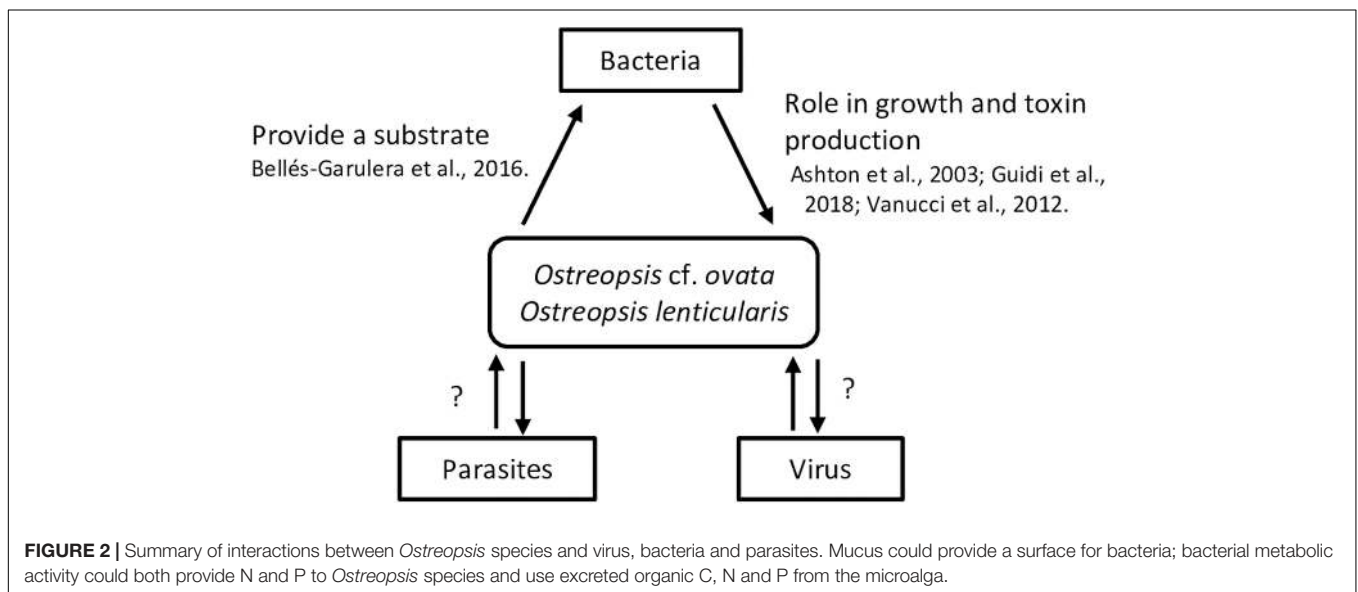 Bacteria
Provide a substrate
Bellés-Garulera et al., 2016.
Role in growth and toxin
production
Ashton et al., 2003; Guidi et al.,
2018; Vanucci et al., 2012.
Ostreopsis cf. ovata
Ostreopsis lenticularis
?
?
Parasites
Virus
FIGURE 2 | Summary of interactions between Ostreopsis species and virus, bacteria and parasites. Mucus could provide a surface for bacteria; bacterial metabolic
activity could both provide N and P to Ostreopsis species and use excreted organic C, N and P from the microalga.